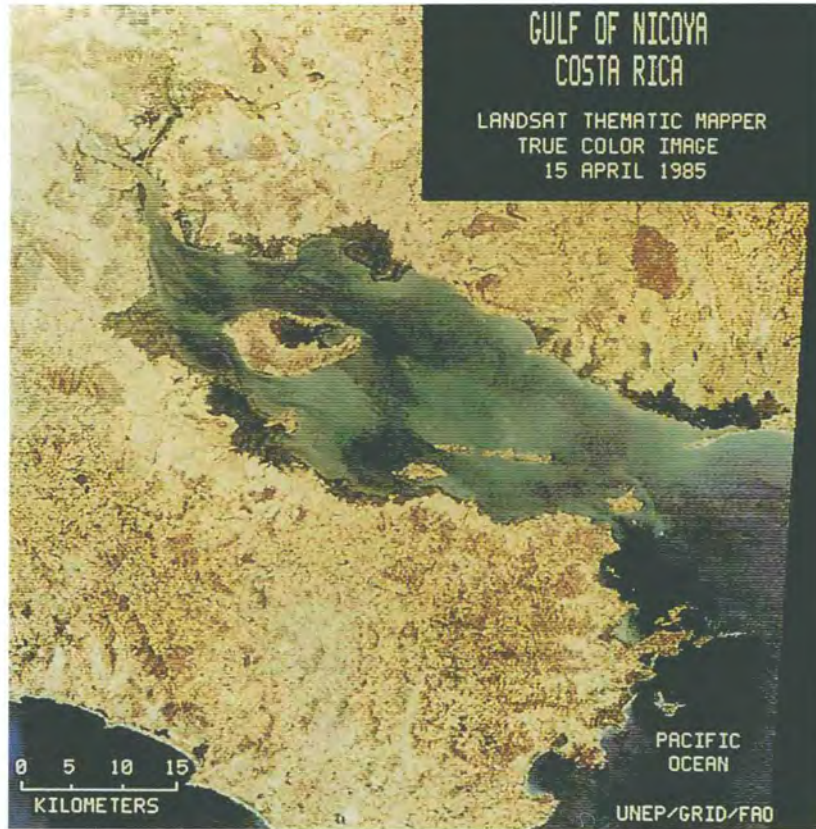 GULF OF NICOYA
COSTA RICA
LANDSAT THEMATIC MAPPER
TRUE COLOR IMAGE
15 APRIL 1985
PACIFIC
OCEAN
0 5 10 15
KILOMETERS
UNEP/GRID/FAO